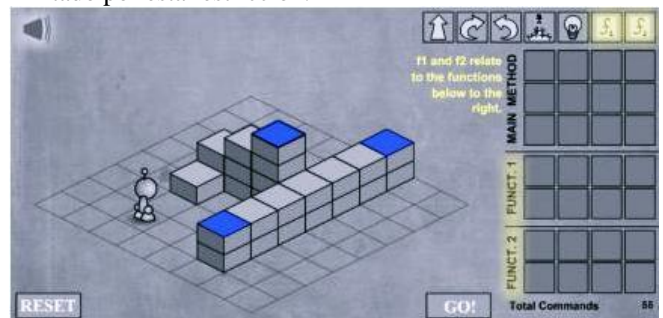 f1 and f2 relate
to the functions
below to the
right.
MAIN METHOD
FUNCT. 1
FUNCT. 2
RESET
GO!
Total Commands